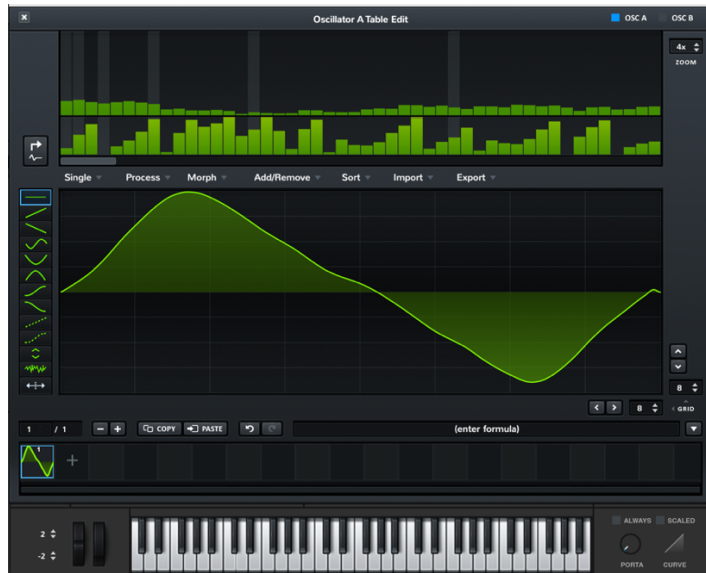 Oscillator A Table Edit
OSC A OSC B
4x
ZOOM
Single Process Morph Add/Remove Sort Import Export
8
8 GRID
1 / 1 COPY PASTE (enter formula)
1
ALWAYS SCALED
2
-2
PORTA CURVE